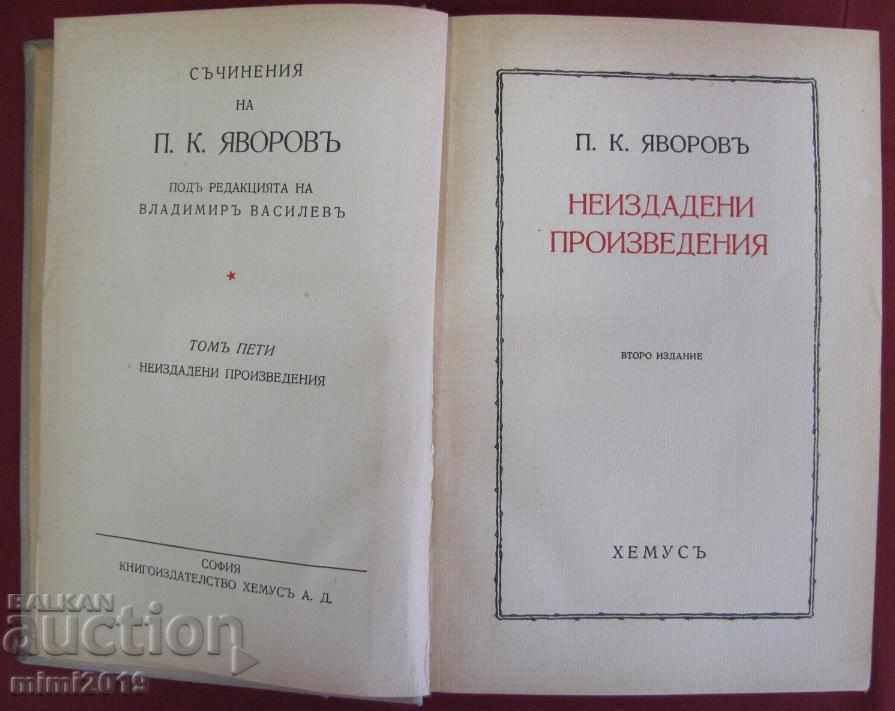 СЪЧИНЕНИЯ
НА
П. К. ЯВОРОВЪ
ПОДЪ РЕДАКЦИЯТА НА
ВЛАДИМИРЪ ВАСИЛЕВЪ
ТОМЪ ПЕТИ
НЕИЗДАДЕНИ ПРОИЗВЕДЕНИЯ
СОФИЯ
КНИГОИЗДАТЕЛСТВО ХЕМУСЪ А. Д.
П. К. ЯВОРОВЪ
НЕИЗДАДЕНИ
ПРОИЗВЕДЕНИЯ
ВТОРО ИЗДАНИЕ
ХЕМУСЪ
BALKAN
auction
mimi2019